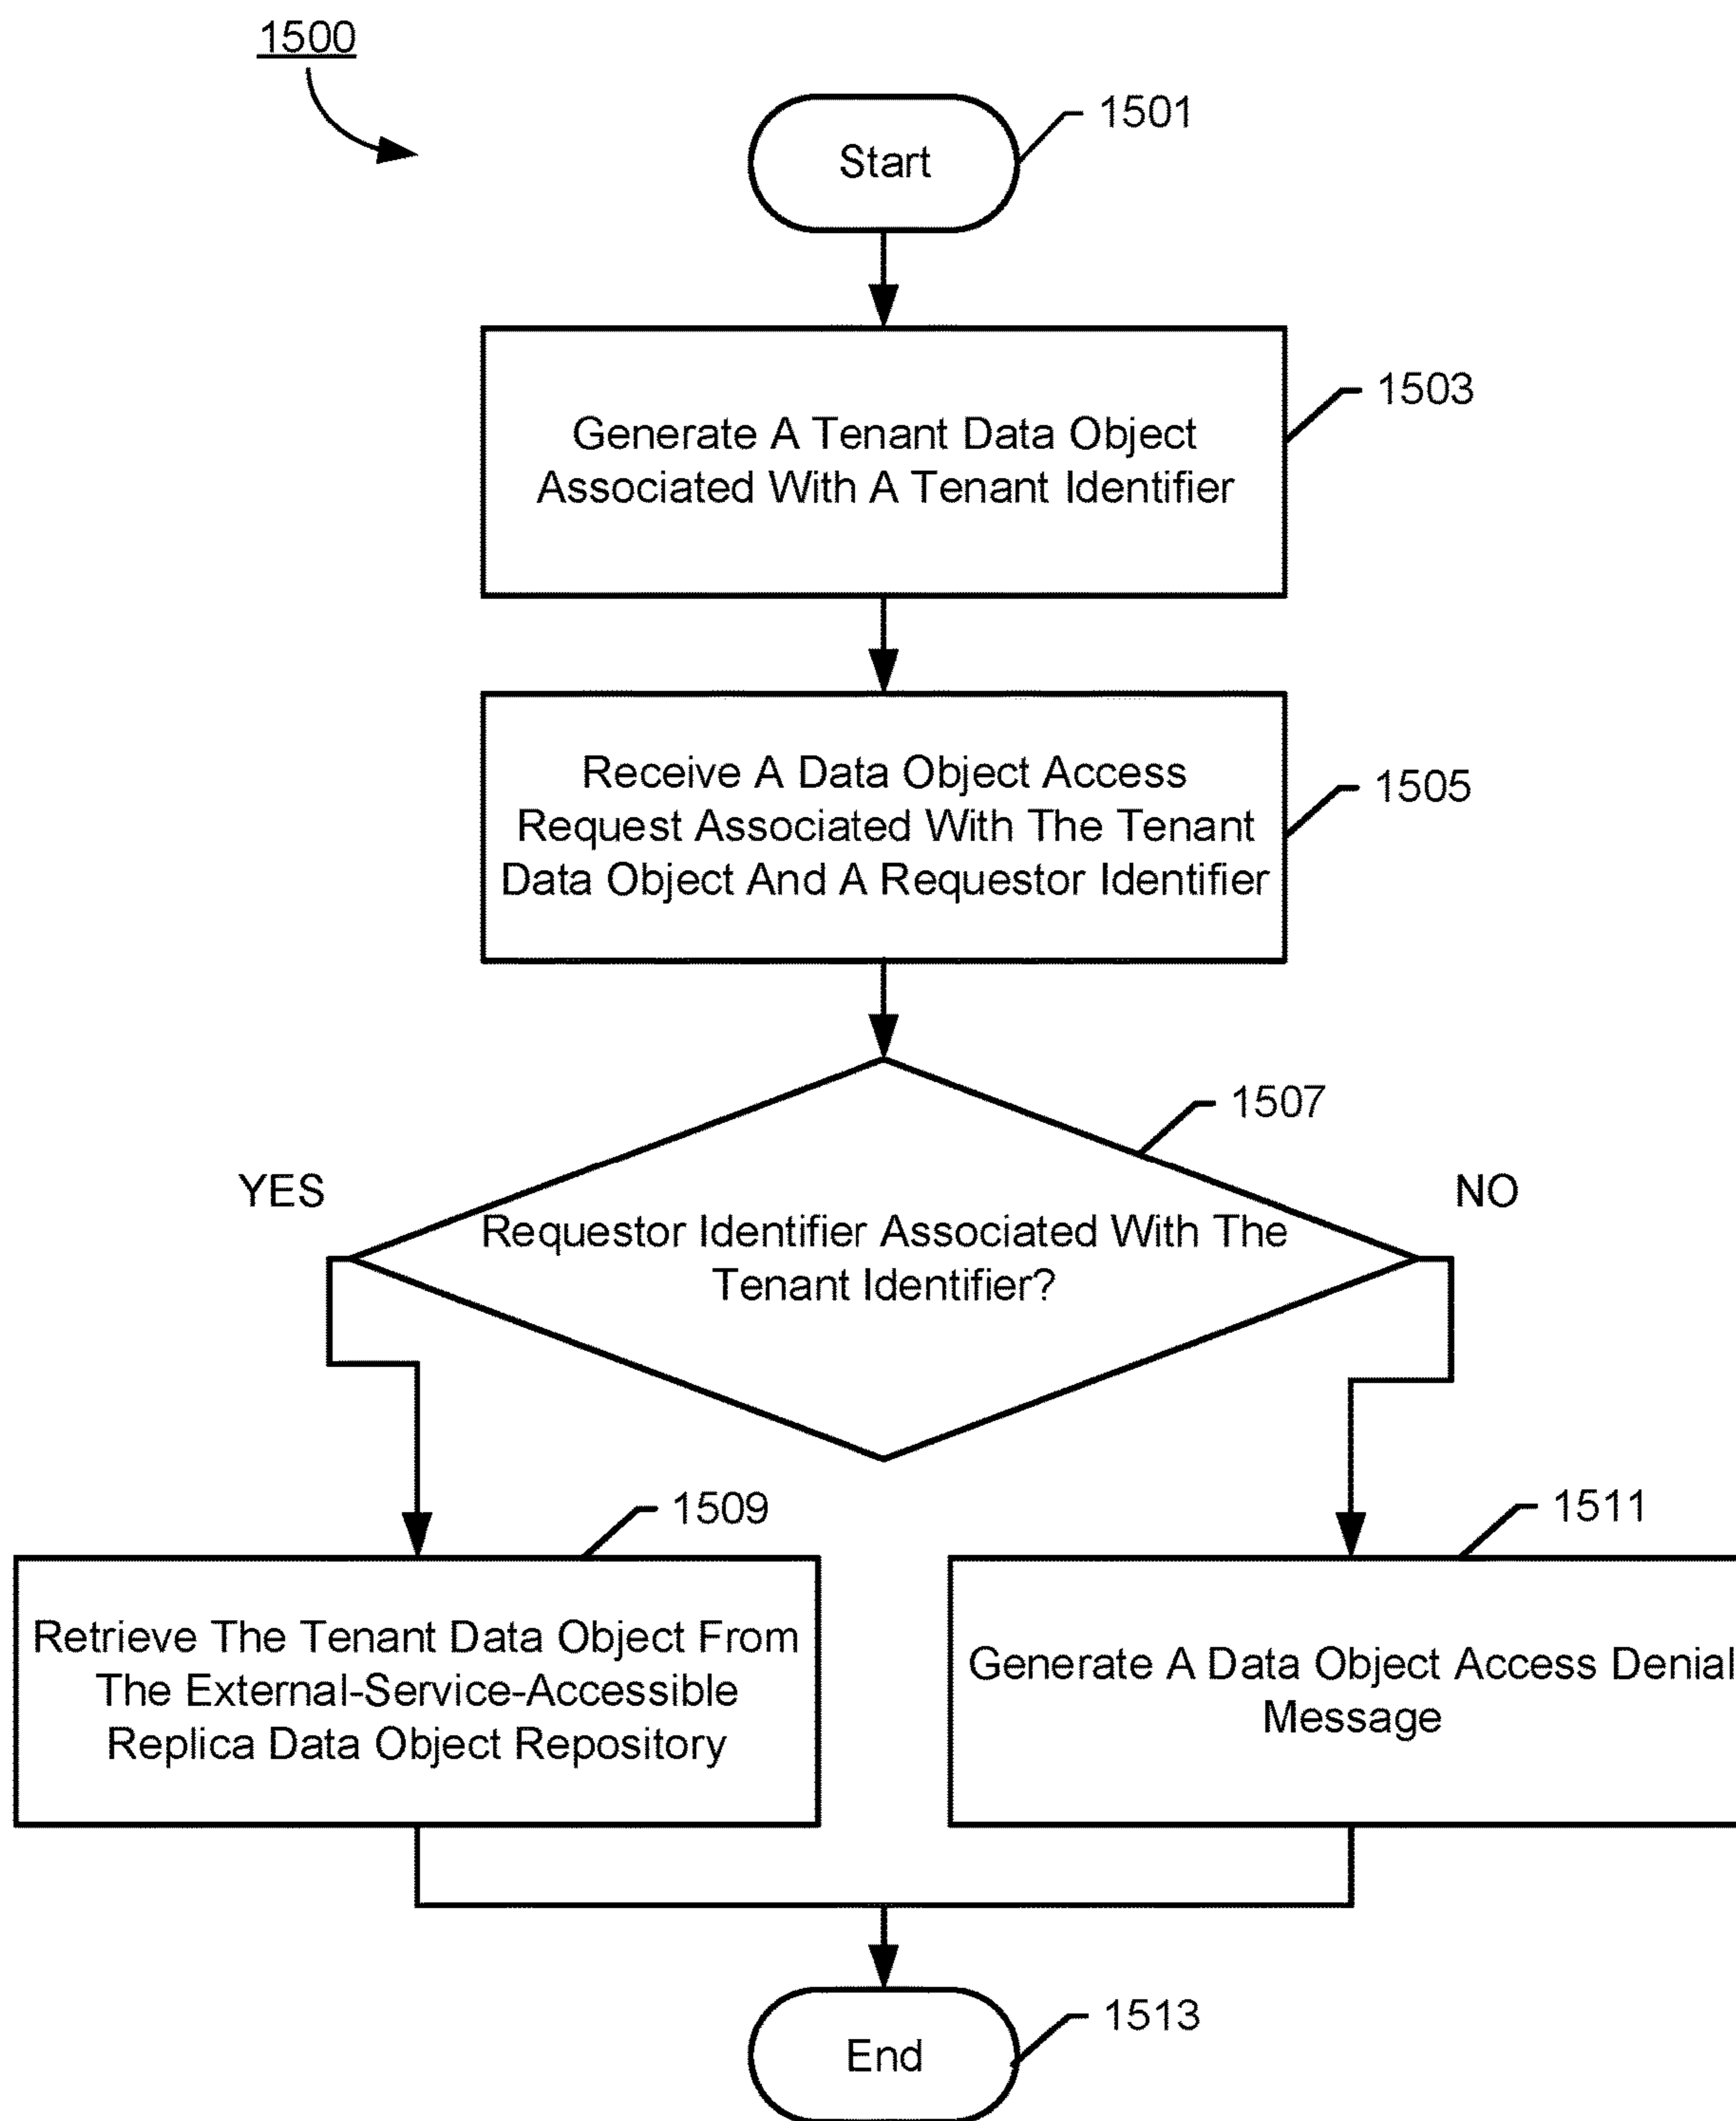 1500
Start
1501
Generate A Tenant Data Object
Associated With A Tenant Identifier
1503
Receive A Data Object Access
Request Associated With The Tenant
Data Object And A Requestor Identifier
1505
1507
YES
NO
Requestor Identifier Associated With The
Tenant Identifier?
1509
1511
Retrieve The Tenant Data Object From
The External-Service-Accessible
Replica Data Object Repository
Generate A Data Object Access Denial
Message
1513
End